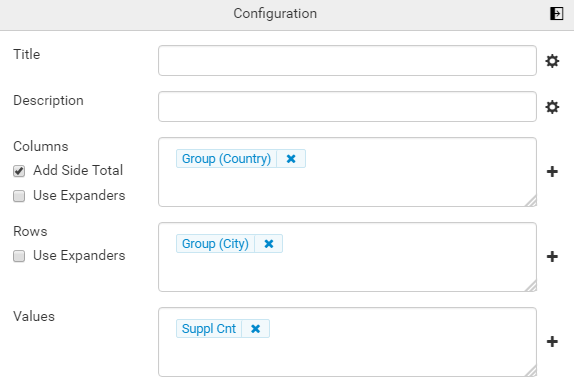 Configuration
Title
Description
Columns
Add Side Total
Use Expanders
Group (Country)
Rows
Use Expanders
Group (City)
Values
Suppl Cnt